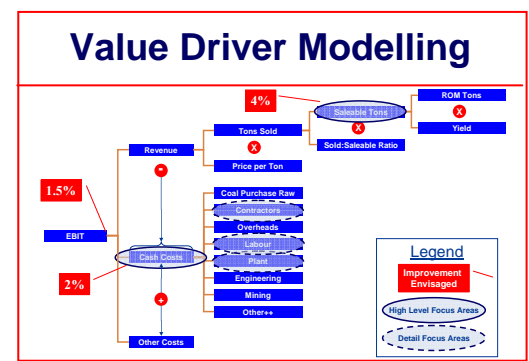 Value Driver Modelling
4%
ROM Tons
Saleable Tons
X
Tons Sold
X
Yield
Revenue
X
Sold:Saleable Ratio
Price per Ton
-
1.5%
Coal Purchase Raw
Contractors
Overheads
EBIT
Labour
Cash Costs
Plant
2%
Engineering
+
Mining
Other++
Other Costs
Legend
Improvement
Envisaged
High Level Focus Areas
Detail Focus Areas